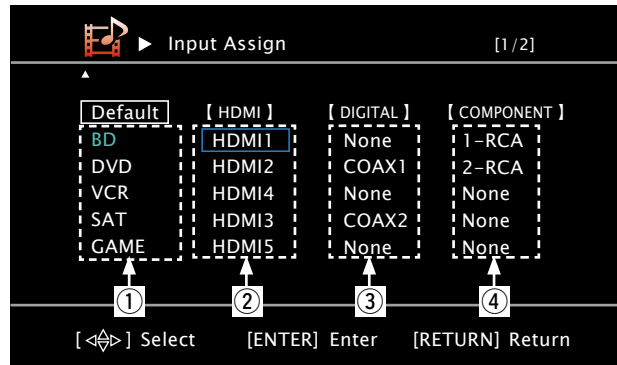 Input Assign [1/2]
Default [ HDMI ] [ DIGITAL ] [ COMPONENT ]
BD HDMI1 None 1-RCA
DVD HDMI2 COAX1 2-RCA
VCR HDMI4 None None
SAT HDMI3 COAX2 None
GAME HDMI5 None None
① ② ③ ④
[◁△▽▷] Select [ENTER] Enter [RETURN] Return